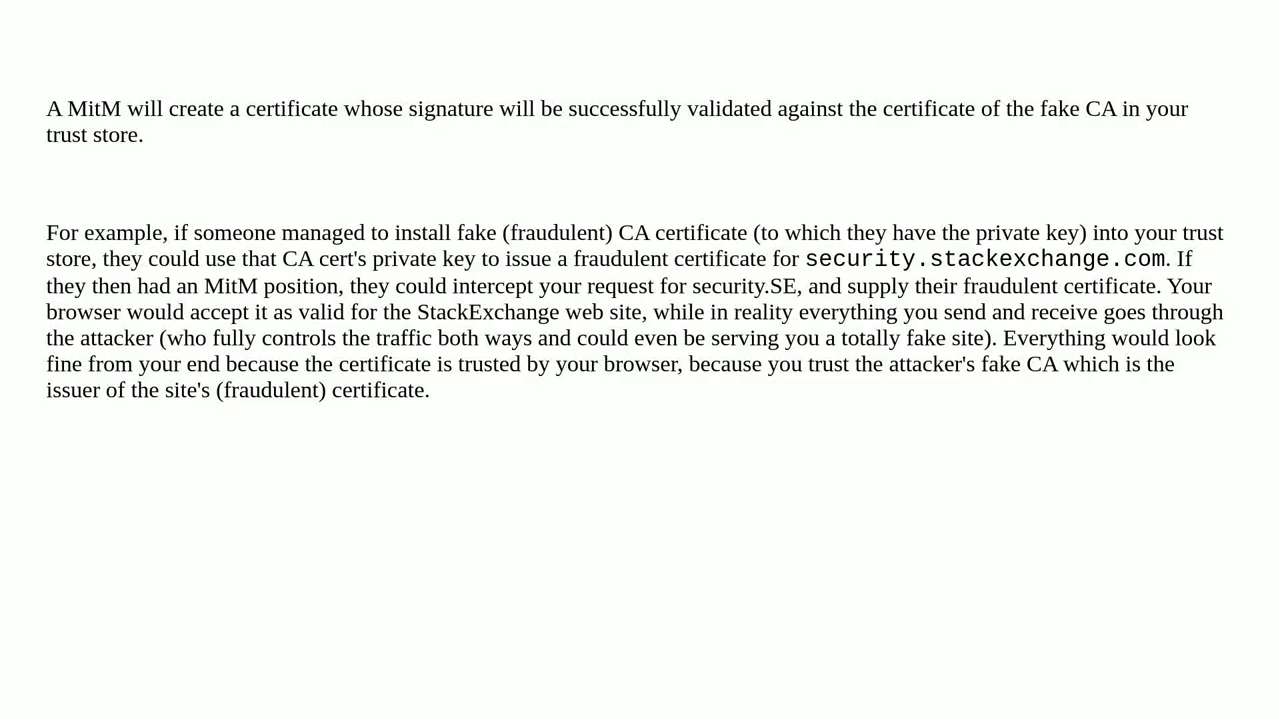 A MitM will create a certificate whose signature will be successfully validated against the certificate of the fake CA in your
trust store.
For example, if someone managed to install fake (fraudulent) CA certificate (to which they have the private key) into your trust
store, they could use that CA cert's private key to issue a fraudulent certificate for security.stackexchange.com. If
they then had an MitM position, they could intercept your request for security.SE, and supply their fraudulent certificate. Your
browser would accept it as valid for the StackExchange web site, while in reality everything you send and receive goes through
the attacker (who fully controls the traffic both ways and could even be serving you a totally fake site). Everything would look
fine from your end because the certificate is trusted by your browser, because you trust the attacker's fake CA which is the
issuer of the site's (fraudulent) certificate.